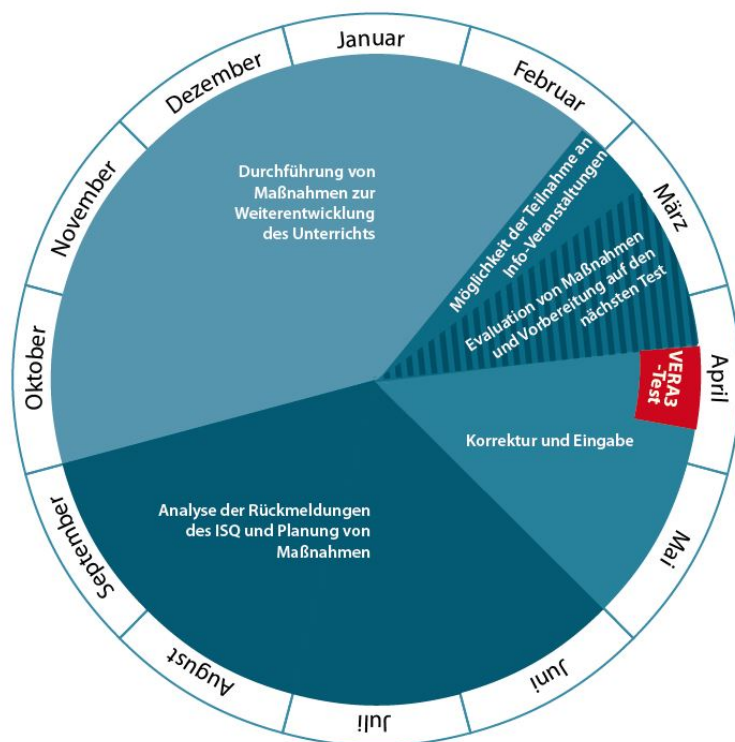 Januar
Februar
März
April
Mai
Juni
Juli
August
September
Oktober
November
Dezember
Durchführung von
Maßnahmen zur
Weiterentwicklung
des Unterrichts
Möglichkeit der Teilnahme an
Info-Veranstaltungen
Evaluation von Maßnahmen
und Vorbereitung auf den
nächsten Test
VERA3
-Test
Korrektur und Eingabe
Analyse der Rückmeldungen
des ISQ und Planung von
Maßnahmen